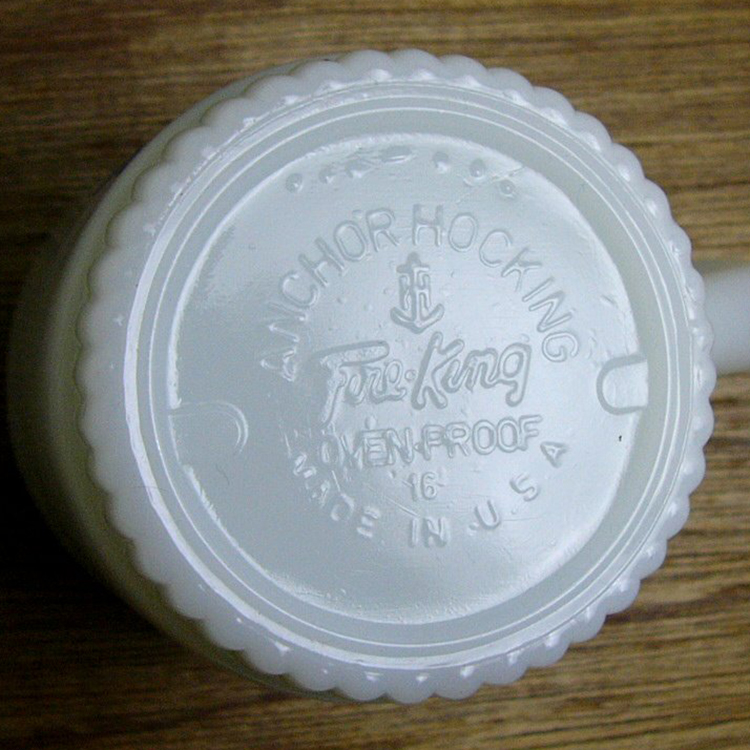 ANCHOR HOCKING
Fire-King
OVEN-PROOF
16
MADE IN U.S.A